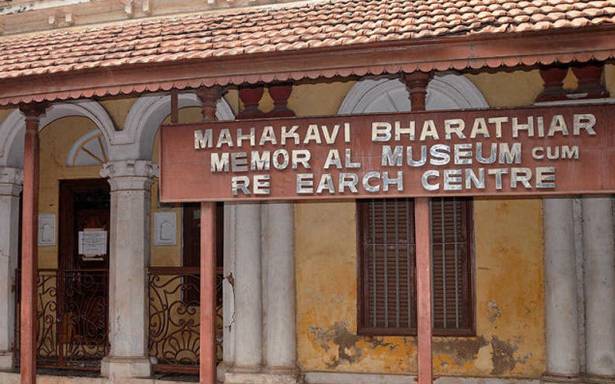 MAHAKAVI BHARATHIAR
MEMOR AL MUSEUM CUM
RE EARCH CENTRE